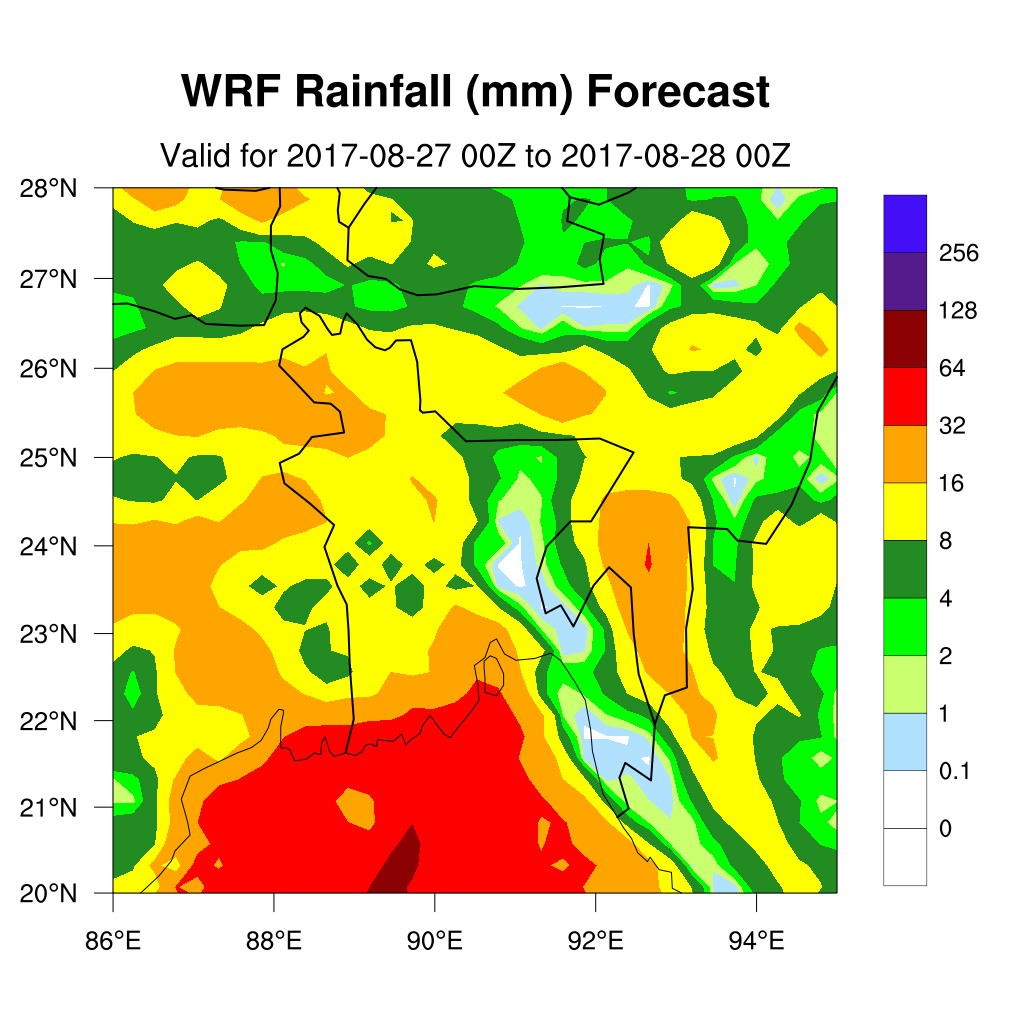 WRF Rainfall (mm) Forecast
Valid for 2017-08-27 00Z to 2017-08-28 00Z
28°N
27°N
26°N
25°N
24°N
23°N
22°N
21°N
20°N
86°E 88°E 90°E 92°E 94°E
256
128
64
32
16
8
4
2
1
0.1
0